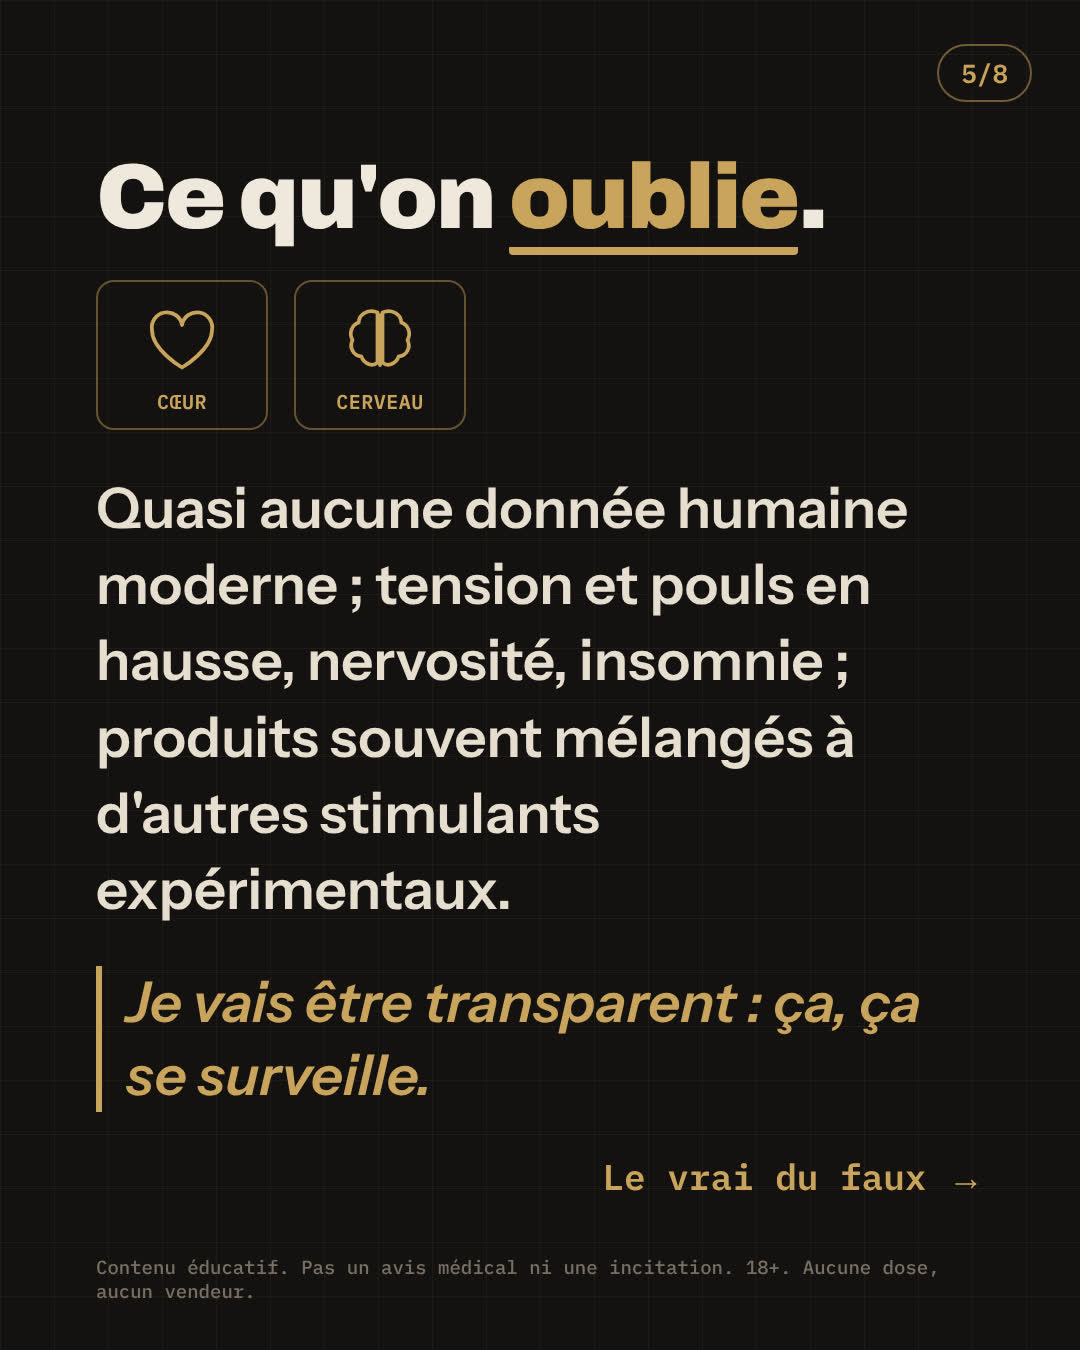 5/8
Ce qu'on oublie.
CŒUR
CERVEAU
Quasi aucune donnée humaine
moderne ; tension et pouls en
hausse, nervosité, insomnie ;
produits souvent mélangés à
d'autres stimulants
expérimentaux.
Je vais être transparent : ça, ça
se surveille.
Le vrai du faux →
Contenu éducatif. Pas un avis médical ni une incitation. 18+. Aucune dose,
aucun vendeur.